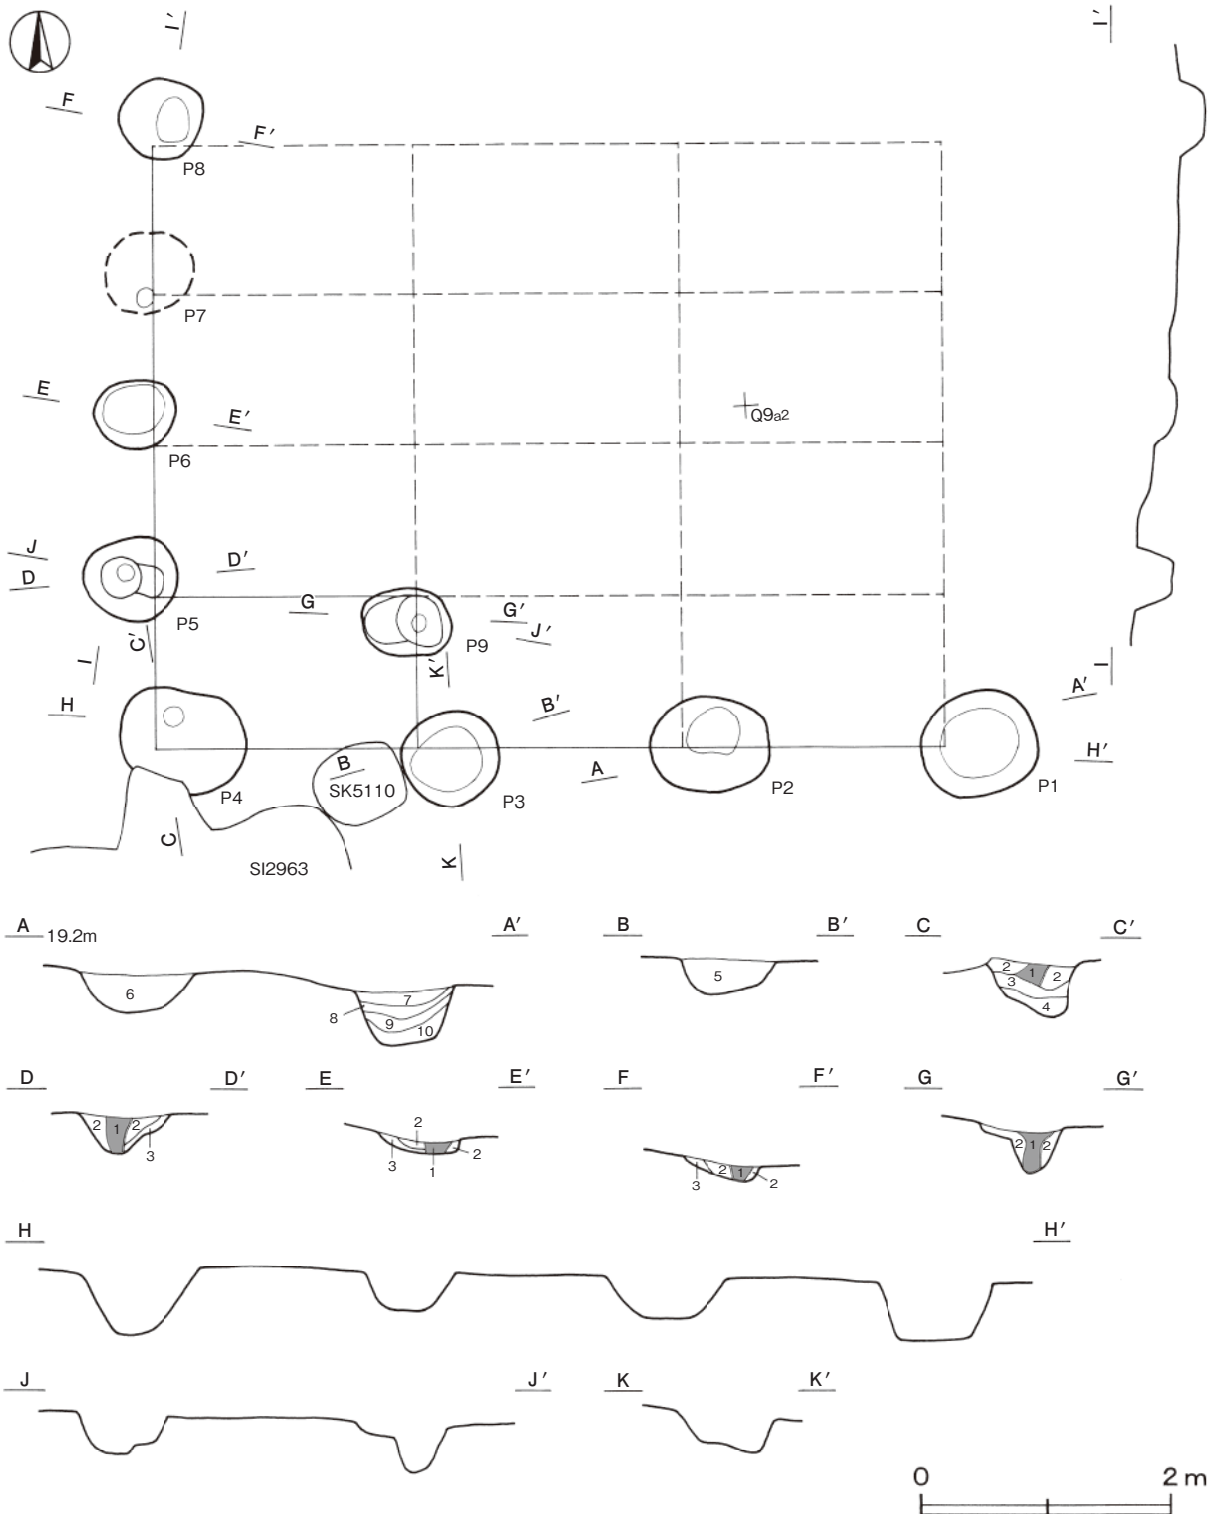 I′ I′
F
F′
P8
P7
E
E′
Q9a2
P6
J
D′
D
G
G′
P5
J′
C′
P9
I
K′
I
H
B′
A′
B
A
H′
SK5110
P4
P3
P2
P1
C
K
SI2963
A 19.2m A′ B B′ C C′
6 7 8 9 10
5
2 1 2 3 4
D D′ E E′ F F′ G G′
2 1 2 3
2 3 1 2
3 2 1 2
2 1 2
H H′
J J′ K K′
0 2 m